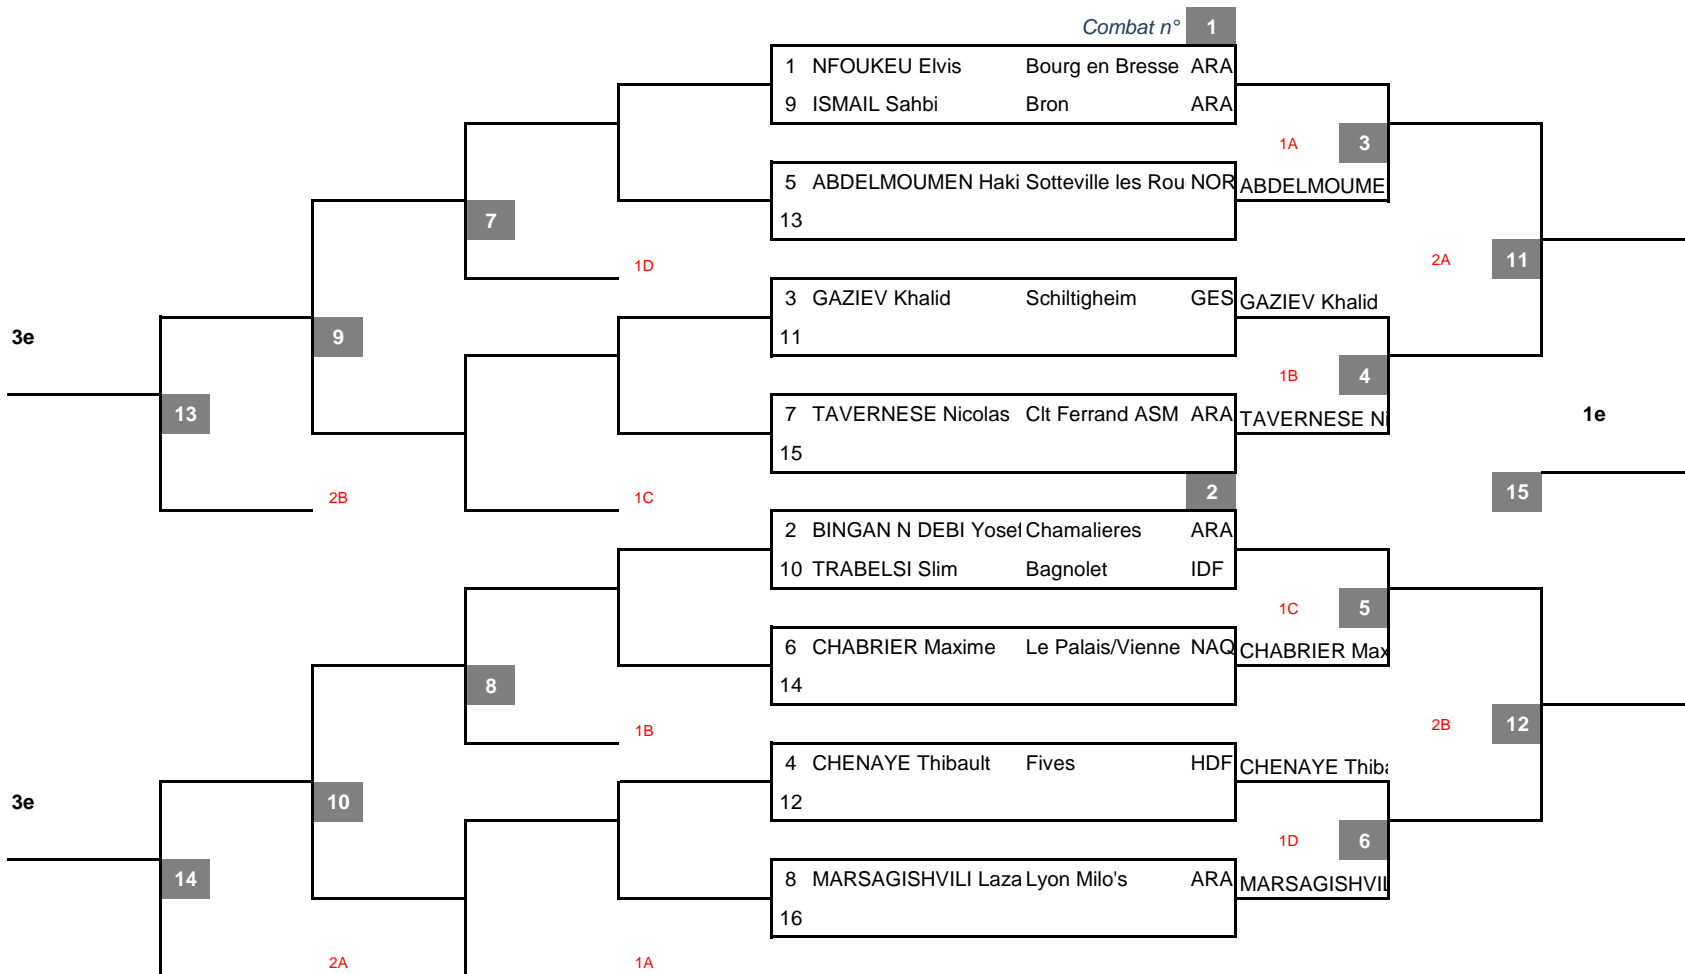 Combat n° 1
1 NFOUKEU Elvis Bourg en Bresse ARA
9 ISMAIL Sahbi Bron ARA
1A 3
5 ABDELMOUMEN Haki Sotteville les Rou NOR ABDELMOUME
7 13
1D 2A 11
3 GAZIEV Khalid Schiltigheim GES GAZIEV Khalid
3e 9 11
1B 4
13 7 TAVERNESE Nicolas Clt Ferrand ASM ARA TAVERNESE Ni 1e
15
2B 1C 2 15
2 BINGAN N DEBI Yosef Chamalieres ARA
10 TRABELSI Slim Bagnolet IDF
1C 5
6 CHABRIER Maxime Le Palais/Vienne NAQ CHABRIER Max
8 14
1B 2B 12
4 CHENAYE Thibault Fives HDF CHENAYE Thiba
3e 10 12
1D 6
14 8 MARSAGISHVILI Laza Lyon Milo's ARA MARSAGISHVIL
16
2A 1A